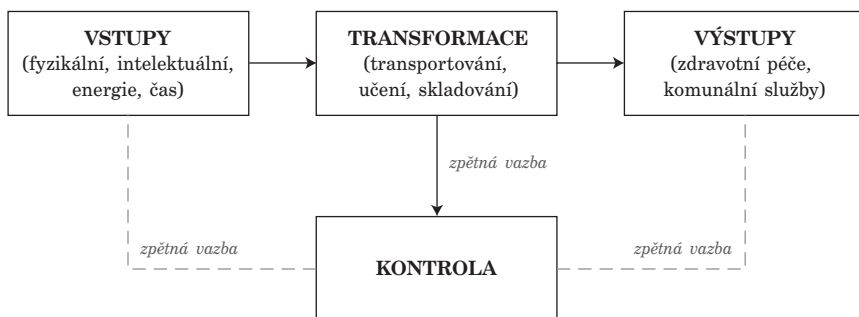 VSTUPY
(fyzikální, intelektuální,
energie, čas)
TRANSFORMACE
(transportování,
učení, skladování)
VÝSTUPY
(zdravotní péče,
komunální služby)
zpětná vazba
zpětná vazba
KONTROLA
zpětná vazba